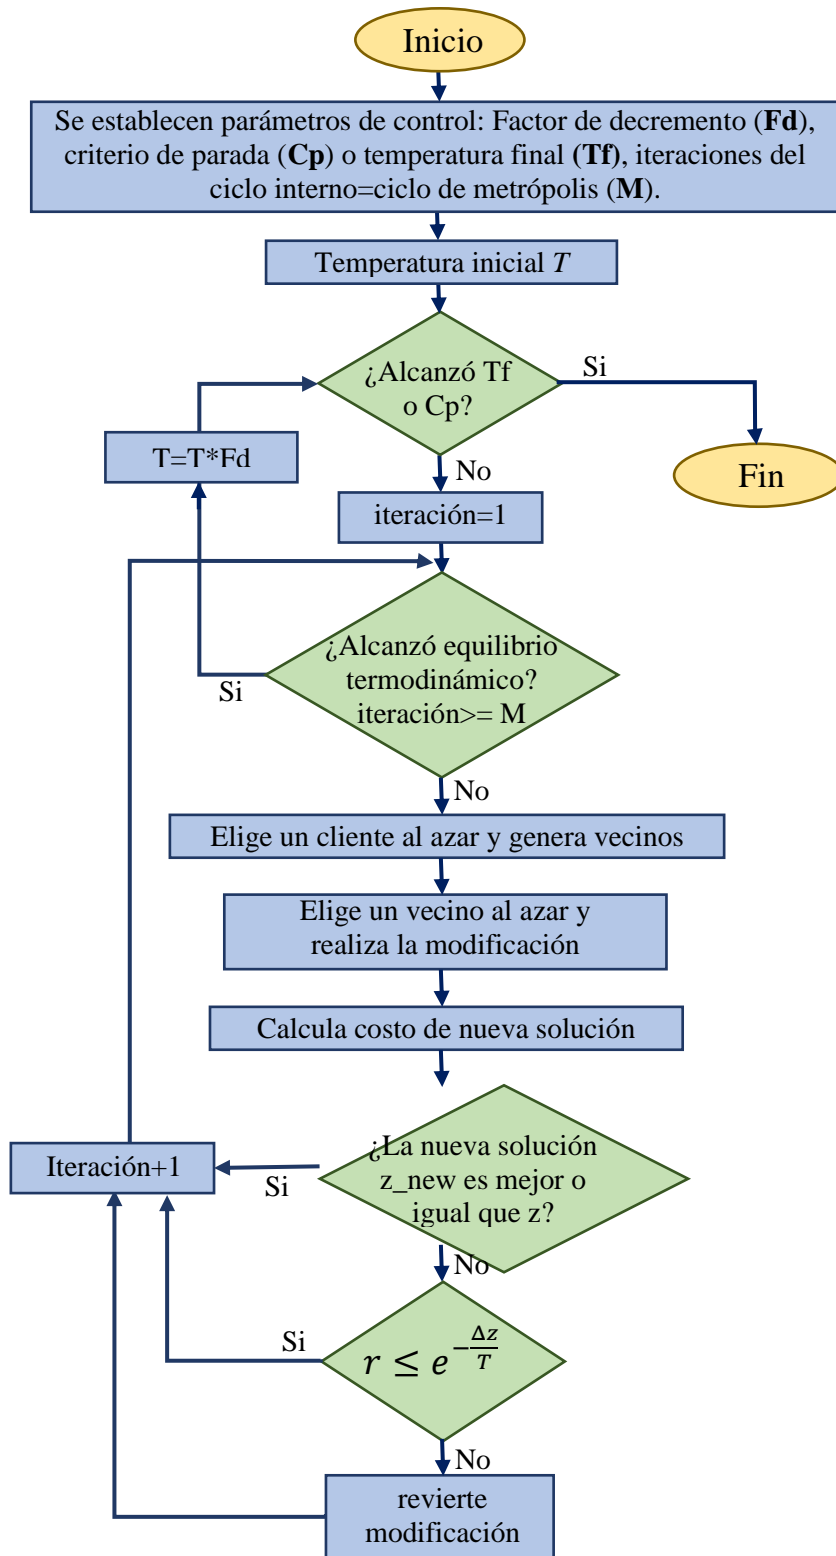 Inicio
Se establecen parámetros de control: Factor de decremento (Fd),
criterio de parada (Cp) o temperatura final (Tf), iteraciones del
ciclo interno=ciclo de metrópolis (M).
Temperatura inicial T
¿Alcanzó Tf
o Cp?
Si
Fin
T=T*Fd
No
iteración=1
¿Alcanzó equilibrio
termodinámico?
iteración>= M
Si
No
Elige un cliente al azar y genera vecinos
Elige un vecino al azar y
realiza la modificación
Calcula costo de nueva solución
¿La nueva solución
z_new es mejor o
igual que z?
Si
Iteración+1
No
r ≤ e^{-Δz/T}
Si
No
revierte
modificación